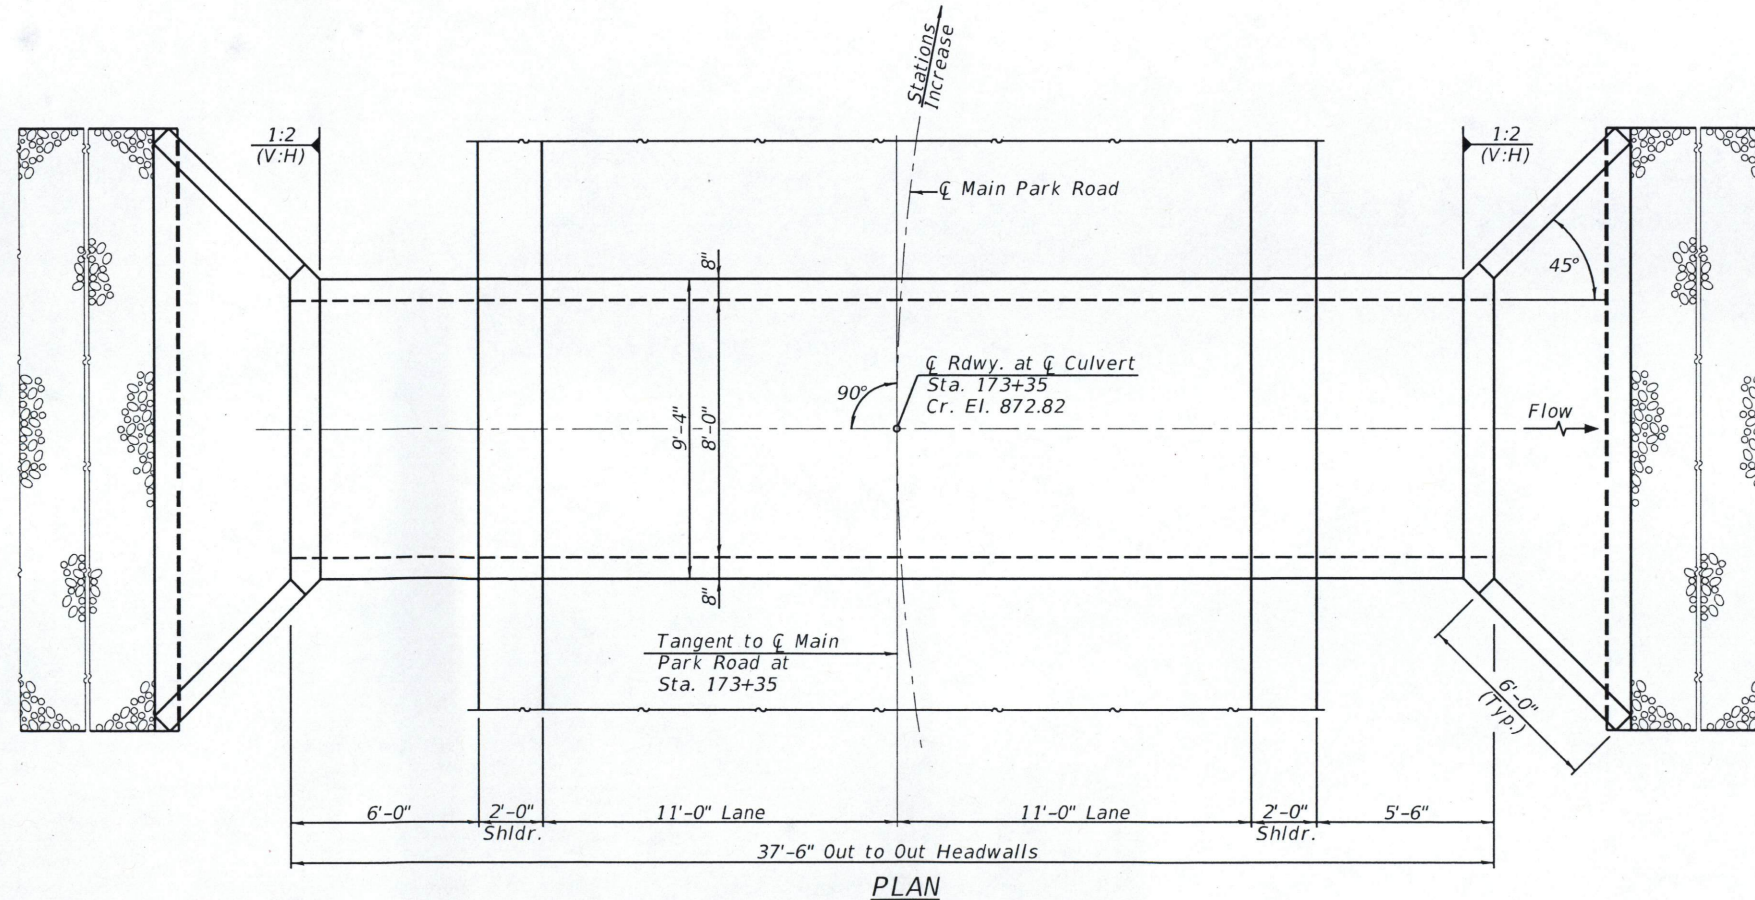 Stations
Increase
1:2
(V:H)
1:2
(V:H)
℄ Main Park Road
45°
8"
℄ Rdwy. at ℄ Culvert
Sta. 173+35
Cr. El. 872.82
90°
9'-4"
8'-0"
Flow
8"
Tangent to ℄ Main
Park Road at
Sta. 173+35
6'-0"
(Typ.)
6'-0"
2'-0"
Shldr.
11'-0" Lane
11'-0" Lane
2'-0"
Shldr.
5'-6"
37'-6" Out to Out Headwalls
PLAN